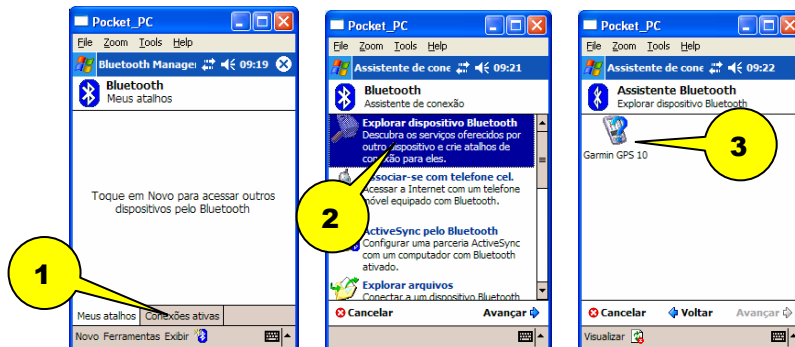 Pocket_PC
File Zoom Tools Help
Bluetooth Manager 09:19
Bluetooth
Meus atalhos
Toque em Novo para acessar outros
dispositivos pelo Bluetooth
1
Meus atalhos Conexões ativas
Novo Ferramentas Exibir
Pocket_PC
File Zoom Tools Help
Assistente de cone 09:21
Bluetooth
Assistente de conexão
Explorar dispositivo Bluetooth
Descubra os serviços oferecidos por
outro dispositivo e crie atalhos de
conexão para eles.
Associar-se com telefone cel.
Acessar a Internet com um telefone
móvel equipado com Bluetooth.
2
ActiveSync pelo Bluetooth
Configurar uma parceria ActiveSync
com um computador com Bluetooth
ativado.
Explorar arquivos
Conectar a um dispositivo Bluetooth
Cancelar Avançar
Pocket_PC
File Zoom Tools Help
Assistente de cone 09:22
Assistente Bluetooth
Explorar dispositivo Bluetooth
3
Garmin GPS 10
Cancelar Voltar Avançar
Visualizar